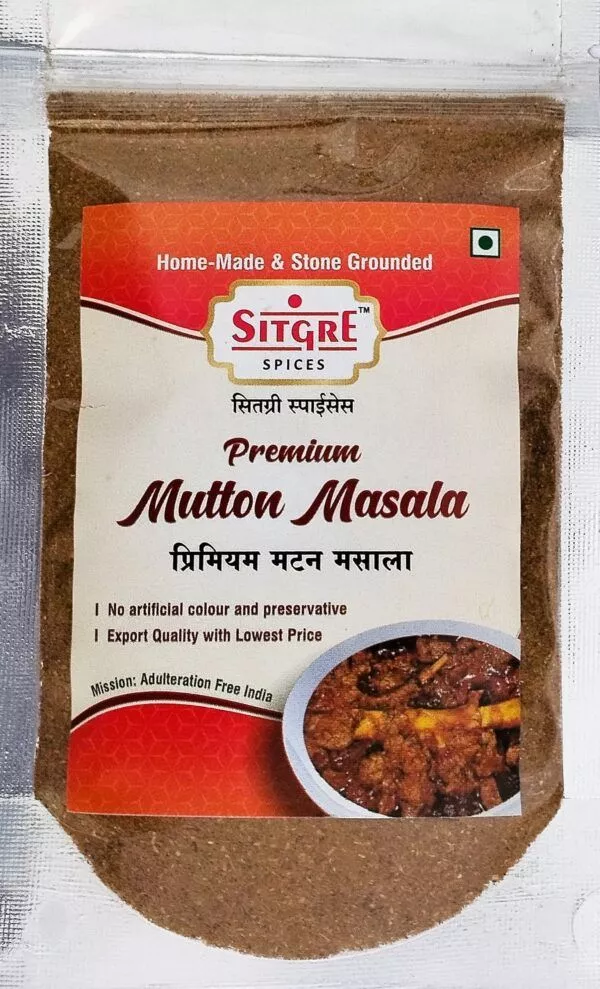 Home-Made & Stone Grounded
SITGRE™
SPICES
सितग्री स्पाईसेस
Premium
Mutton Masala
प्रिमियम मटन मसाला
I No artificial colour and preservative
I Export Quality with Lowest Price
Mission: Adulteration Free India